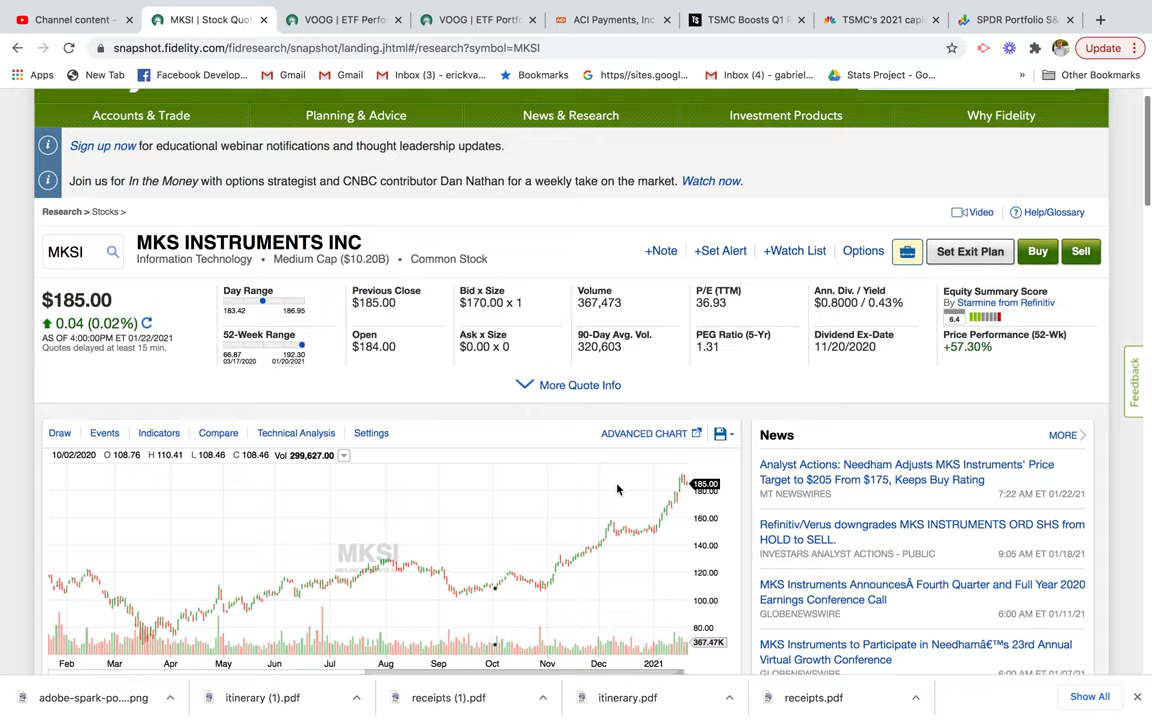 Channel content -
MKSI | Stock Quot
VOOG | ETF Perfor
VOOG | ETF Portfo
ACI Payments, Inc
TSMC Boosts Q1 R
TSMC's 2021 capi
SPDR Portfolio S&
snapshot.fidelity.com/fidresearch/snapshot/landing.jhtml#/research?symbol=MKSI
Update
Apps
New Tab
Facebook Develop...
Gmail
Gmail
Inbox (3) - erickva...
Bookmarks
https//sites.googl...
Inbox (4) - gabriel...
Stats Project - Go...
»
Other Bookmarks
Accounts & Trade
Planning & Advice
News & Research
Investment Products
Why Fidelity
Sign up now for educational webinar notifications and thought leadership updates.
Join us for In the Money with options strategist and CNBC contributor Dan Nathan for a weekly take on the market. Watch now.
Research > Stocks >
Video
Help/Glossary
MKSI
MKS INSTRUMENTS INC
Information Technology • Medium Cap ($10.20B) • Common Stock
+Note
+Set Alert
+Watch List
Options
Set Exit Plan
Buy
Sell
$185.00
0.04 (0.02%)
AS OF 4:00:00PM ET 01/22/2021
Quotes delayed at least 15 min.
Day Range
183.42 186.95
52-Week Range
66.87 192.30
03/17/2020 01/20/2021
Previous Close
$185.00
Open
$184.00
Bid x Size
$170.00 x 1
Ask x Size
$0.00 x 0
Volume
367,473
90-Day Avg. Vol.
320,603
P/E (TTM)
36.93
PEG Ratio (5-Yr)
1.31
Ann. Div. / Yield
$0.8000 / 0.43%
Dividend Ex-Date
11/20/2020
Equity Summary Score
By Starmine from Refinitiv
6.4
Price Performance (52-Wk)
+57.30%
More Quote Info
Feedback
Draw
Events
Indicators
Compare
Technical Analysis
Settings
ADVANCED CHART
10/02/2020 O 108.76 H 110.41 L 108.46 C 108.46 Vol 299,627.00
185.00
180.00
160.00
140.00
120.00
100.00
80.00
367.47K
MKSI
Feb Mar Apr May Jun Jul Aug Sep Oct Nov Dec 2021
News
MORE
Analyst Actions: Needham Adjusts MKS Instruments' Price
Target to $205 From $175, Keeps Buy Rating
MT NEWSWIRES 7:22 AM ET 01/22/21
Refinitiv/Verus downgrades MKS INSTRUMENTS ORD SHS from
HOLD to SELL.
INVESTARS ANALYST ACTIONS - PUBLIC 9:05 AM ET 01/18/21
MKS Instruments AnnouncesÂ Fourth Quarter and Full Year 2020
Earnings Conference Call
GLOBENEWSWIRE 6:00 AM ET 01/11/21
MKS Instruments to Participate in Needhamâ€™s 23rd Annual
Virtual Growth Conference
GLOBENEWSWIRE 6:00 AM ET 01/07/21
adobe-spark-po....png
itinerary (1).pdf
receipts (1).pdf
itinerary.pdf
receipts.pdf
Show All